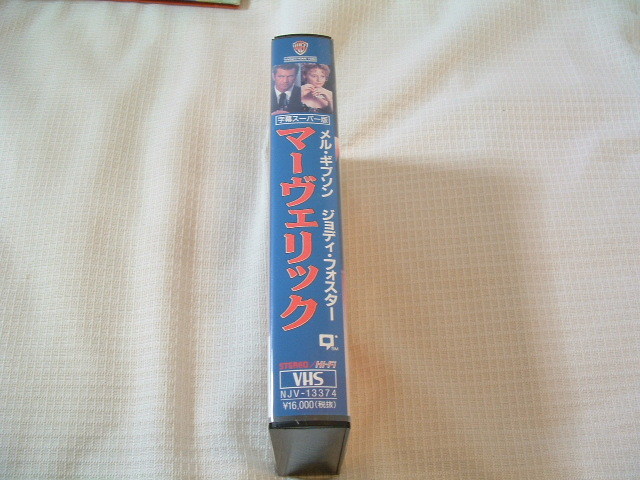 字幕スーパー版
マーヴェリック
メル・ギブソン ジョディ・フォスター
STEREO / HI-FI
VHS
NJV-13374
¥16,000(税抜)